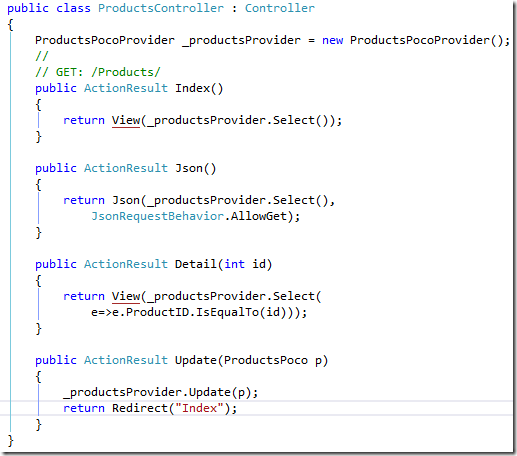 public class ProductsController : Controller
{
    ProductsPocoProvider _productsProvider = new ProductsPocoProvider();
    //
    // GET: /Products/
    public ActionResult Index()
    {
        return View(_productsProvider.Select());
    }

    public ActionResult Json()
    {
        return Json(_productsProvider.Select(),
            JsonRequestBehavior.AllowGet);
    }

    public ActionResult Detail(int id)
    {
        return View(_productsProvider.Select(
            e=>e.ProductID.IsEqualTo(id)));
    }

    public ActionResult Update(ProductsPoco p)
    {
        _productsProvider.Update(p);
        return Redirect("Index");
    }
}